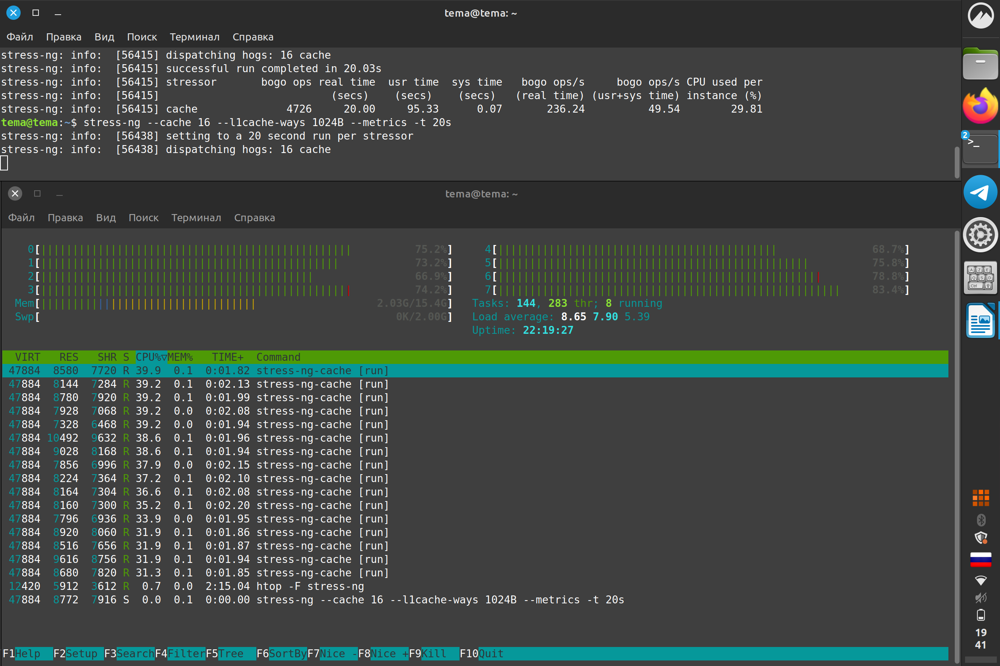 tema@tema: ~
Файл Правка Вид Поиск Терминал Справка
stress-ng: info:  [56415] dispatching hogs: 16 cache
stress-ng: info:  [56415] successful run completed in 20.03s
stress-ng: info:  [56415] stressor       bogo ops real time  usr time  sys time   bogo ops/s     bogo ops/s CPU used per
stress-ng: info:  [56415]                           (secs)    (secs)    (secs)   (real time) (usr+sys time) instance (%)
stress-ng: info:  [56415] cache              4726     20.00     95.33      0.07       236.24          49.54        29.81
tema@tema:~$ stress-ng --cache 16 --l1cache-ways 1024B --metrics -t 20s
stress-ng: info:  [56438] setting to a 20 second run per stressor
stress-ng: info:  [56438] dispatching hogs: 16 cache
tema@tema: ~
Файл Правка Вид Поиск Терминал Справка
0[ 75.2%] 4[ 68.7%]
1[ 73.2%] 5[ 75.8%]
2[ 66.9%] 6[ 78.8%]
3[ 74.2%] 7[ 83.4%]
Mem[ 2.03G/15.4G] Tasks: 144, 283 thr; 8 running
Swp[ 0K/2.00G] Load average: 8.65 7.90 5.39
Uptime: 22:19:27
VIRT RES SHR S CPU%▽MEM% TIME+ Command
47884 8580 7720 R 39.9 0.1 0:01.82 stress-ng-cache [run]
47884 8144 7284 R 39.2 0.1 0:02.13 stress-ng-cache [run]
47884 8780 7920 R 39.2 0.1 0:01.99 stress-ng-cache [run]
47884 7928 7068 R 39.2 0.0 0:02.08 stress-ng-cache [run]
47884 7328 6468 R 39.2 0.0 0:01.94 stress-ng-cache [run]
47884 10492 9632 R 38.6 0.1 0:01.96 stress-ng-cache [run]
47884 9028 8168 R 38.6 0.1 0:01.94 stress-ng-cache [run]
47884 7856 6996 R 37.9 0.0 0:02.15 stress-ng-cache [run]
47884 8224 7364 R 37.2 0.1 0:02.10 stress-ng-cache [run]
47884 8164 7304 R 36.6 0.1 0:02.08 stress-ng-cache [run]
47884 8160 7300 R 35.2 0.1 0:02.20 stress-ng-cache [run]
47884 7796 6936 R 33.9 0.0 0:01.95 stress-ng-cache [run]
47884 8920 8060 R 31.9 0.1 0:01.86 stress-ng-cache [run]
47884 8516 7656 R 31.9 0.1 0:01.87 stress-ng-cache [run]
47884 9616 8756 R 31.9 0.1 0:01.94 stress-ng-cache [run]
47884 8680 7820 R 31.3 0.1 0:01.85 stress-ng-cache [run]
12420 5912 3612 R 0.7 0.0 2:15.04 htop -F stress-ng
47884 8772 7916 S 0.0 0.1 0:00.00 stress-ng --cache 16 --l1cache-ways 1024B --metrics -t 20s
F1Help F2Setup F3SearchF4FilterF5Tree F6SortByF7Nice -F8Nice +F9Kill F10Quit
2
>_
A Z E
Q S D
Ctrl
19
41